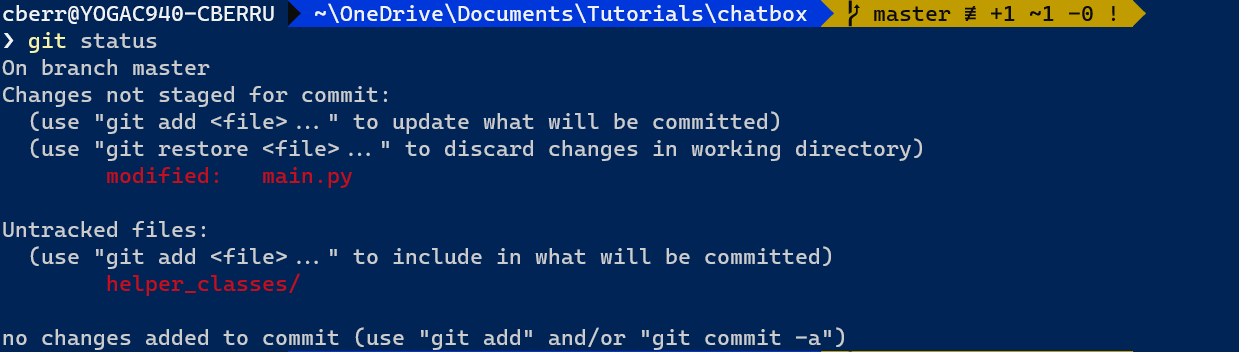 cberr@YOGAC940-CBERRU ~\OneDrive\Documents\Tutorials\chatbox master ≢ +1 ~1 -0 !
❯ git status
On branch master
Changes not staged for commit:
  (use "git add <file>..." to update what will be committed)
  (use "git restore <file>..." to discard changes in working directory)
        modified:   main.py

Untracked files:
  (use "git add <file>..." to include in what will be committed)
        helper_classes/

no changes added to commit (use "git add" and/or "git commit -a")